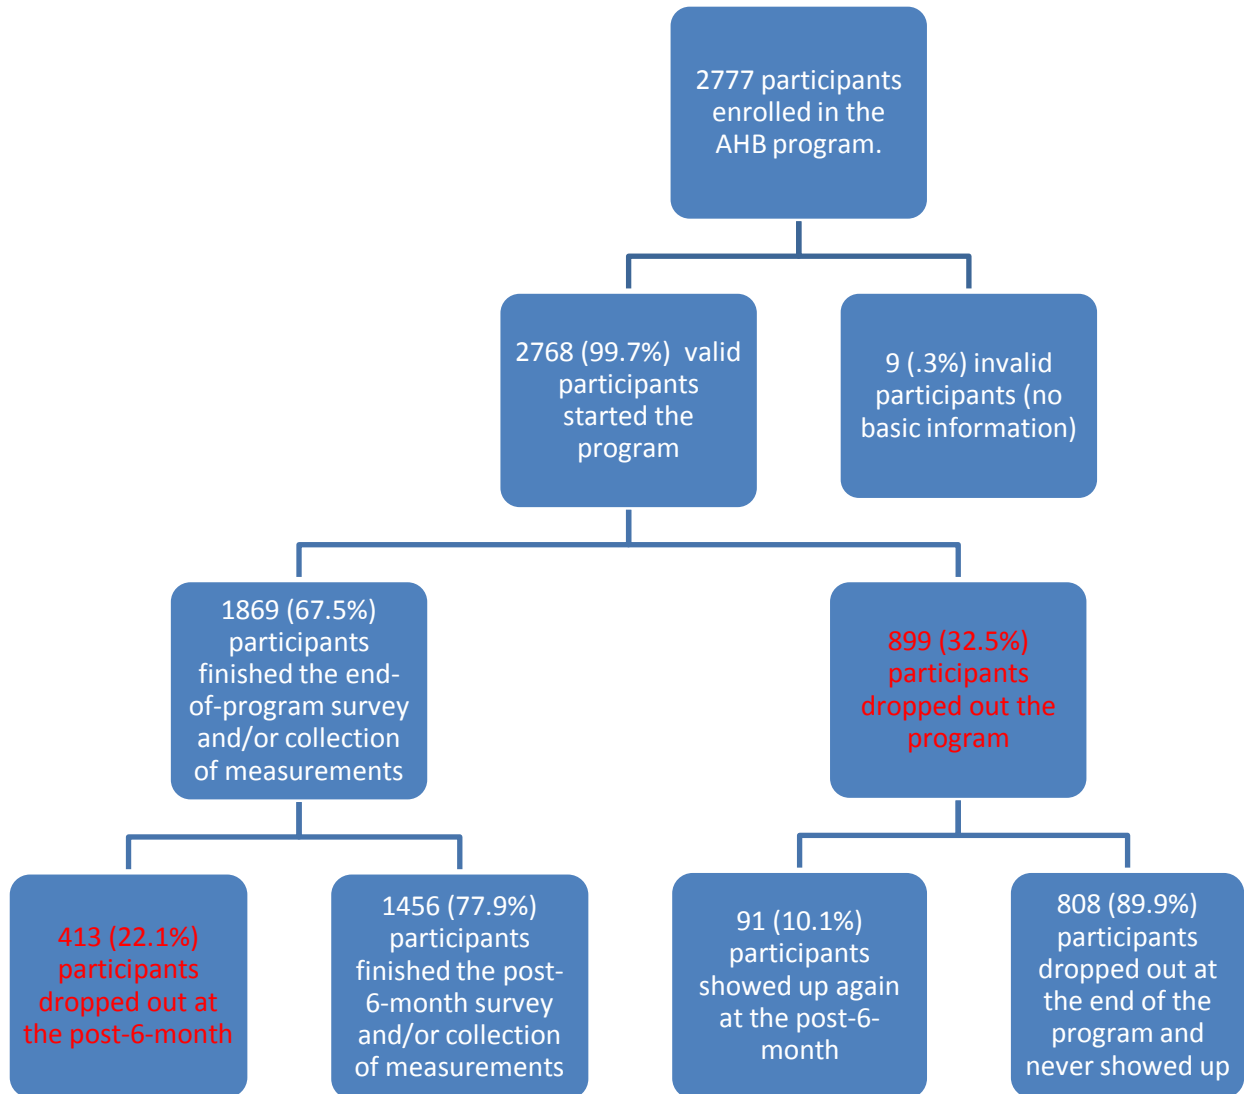 2777 participants
enrolled in the
AHB program.
2768 (99.7%)  valid
participants
started the
program
9 (.3%) invalid
participants (no
basic information)
1869 (67.5%)
participants
finished the end-
of-program survey
and/or collection
of measurements
899 (32.5%)
participants
dropped out the
program
413 (22.1%)
participants
dropped out at
the post-6-month
1456 (77.9%)
participants
finished the post-
6-month survey
and/or collection
of measurements
91 (10.1%)
participants
showed up again
at the post-6-
month
808 (89.9%)
participants
dropped out at
the end of the
program and
never showed up